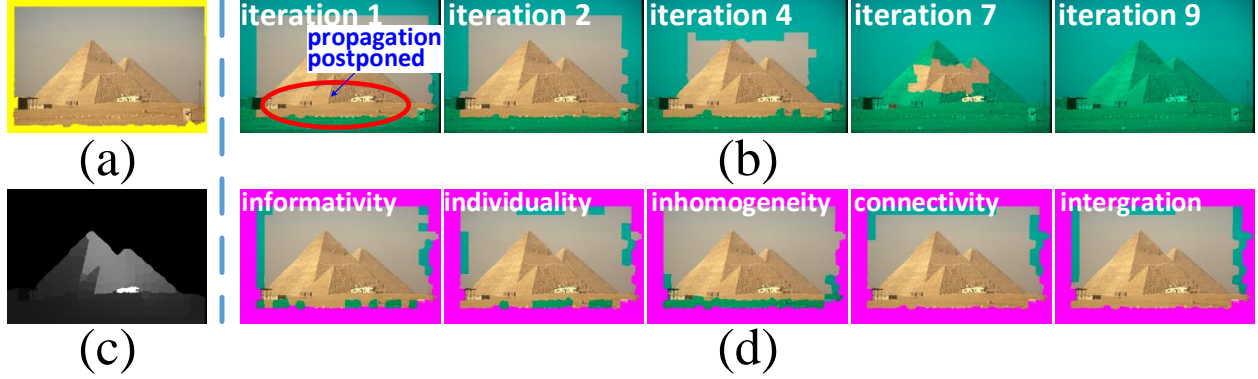 iteration 1 iteration 2 iteration 4 iteration 7 iteration 9
propagation
postponed
(a) (b)
informativity individuality inhomogeneity connectivity intergration
(c) (d)